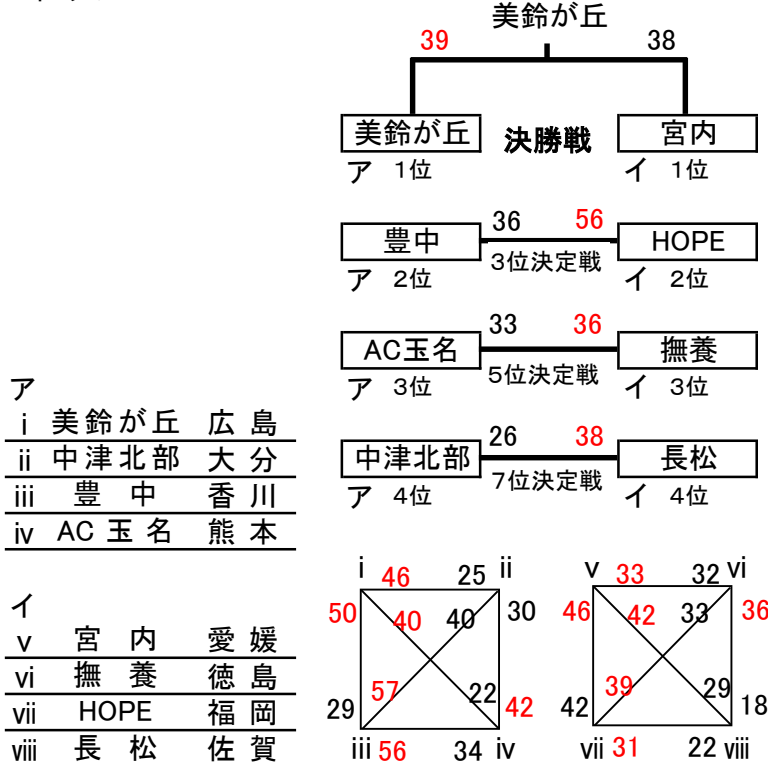 美鈴が丘
39 38
美鈴が丘 決勝戦 宮内
ア 1位 イ 1位
36 56
豊中 3位決定戦 HOPE
ア 2位 イ 2位
33 36
AC玉名 5位決定戦 撫養
ア 3位 イ 3位
26 38
中津北部 7位決定戦 長松
ア 4位 イ 4位
ア
i 美鈴が丘 広島
ii 中津北部 大分
iii 豊中 香川
iv AC玉名 熊本
イ
v 宮内 愛媛
vi 撫養 徳島
vii HOPE 福岡
viii 長松 佐賀
i 46 25 ii
50 40 40 30
57 22
29 42
iii 56 34 iv
v 33 32 vi
46 42 33 36
39 29
42 18
vii 31 22 viii